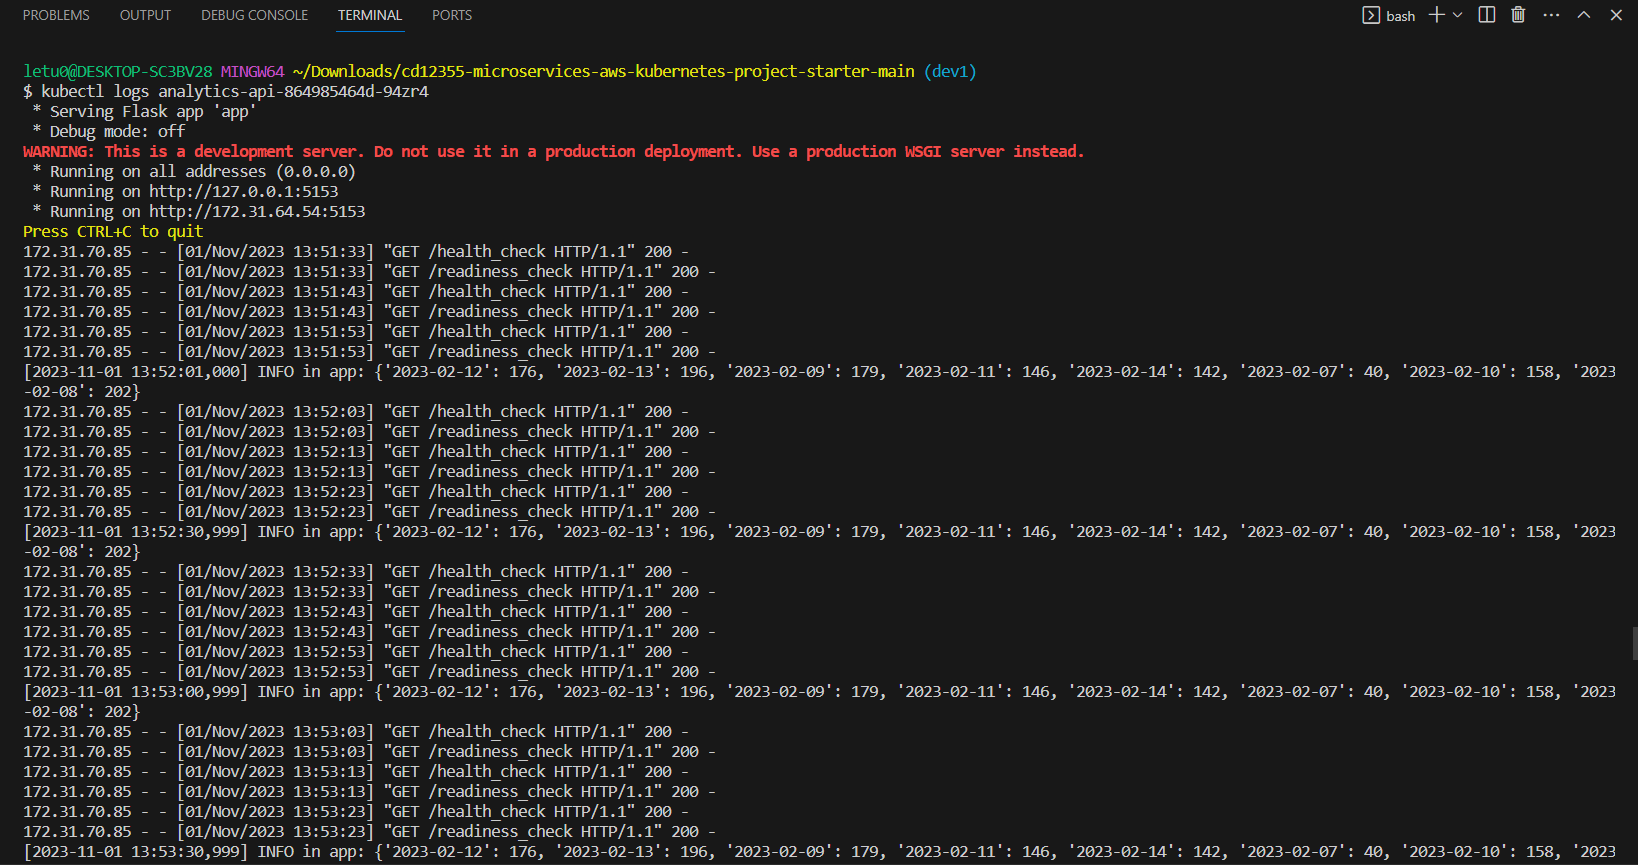 PROBLEMS OUTPUT DEBUG CONSOLE TERMINAL PORTS bash
letu0@DESKTOP-SC3BV28 MINGW64 ~/Downloads/cd12355-microservices-aws-kubernetes-project-starter-main (dev1)
$ kubectl logs analytics-api-864985464d-94zr4
 * Serving Flask app 'app'
 * Debug mode: off
WARNING: This is a development server. Do not use it in a production deployment. Use a production WSGI server instead.
 * Running on all addresses (0.0.0.0)
 * Running on http://127.0.0.1:5153
 * Running on http://172.31.64.54:5153
Press CTRL+C to quit
172.31.70.85 - - [01/Nov/2023 13:51:33] "GET /health_check HTTP/1.1" 200 -
172.31.70.85 - - [01/Nov/2023 13:51:33] "GET /readiness_check HTTP/1.1" 200 -
172.31.70.85 - - [01/Nov/2023 13:51:43] "GET /health_check HTTP/1.1" 200 -
172.31.70.85 - - [01/Nov/2023 13:51:43] "GET /readiness_check HTTP/1.1" 200 -
172.31.70.85 - - [01/Nov/2023 13:51:53] "GET /health_check HTTP/1.1" 200 -
172.31.70.85 - - [01/Nov/2023 13:51:53] "GET /readiness_check HTTP/1.1" 200 -
[2023-11-01 13:52:01,000] INFO in app: {'2023-02-12': 176, '2023-02-13': 196, '2023-02-09': 179, '2023-02-11': 146, '2023-02-14': 142, '2023-02-07': 40, '2023-02-10': 158, '2023
-02-08': 202}
172.31.70.85 - - [01/Nov/2023 13:52:03] "GET /health_check HTTP/1.1" 200 -
172.31.70.85 - - [01/Nov/2023 13:52:03] "GET /readiness_check HTTP/1.1" 200 -
172.31.70.85 - - [01/Nov/2023 13:52:13] "GET /health_check HTTP/1.1" 200 -
172.31.70.85 - - [01/Nov/2023 13:52:13] "GET /readiness_check HTTP/1.1" 200 -
172.31.70.85 - - [01/Nov/2023 13:52:23] "GET /health_check HTTP/1.1" 200 -
172.31.70.85 - - [01/Nov/2023 13:52:23] "GET /readiness_check HTTP/1.1" 200 -
[2023-11-01 13:52:30,999] INFO in app: {'2023-02-12': 176, '2023-02-13': 196, '2023-02-09': 179, '2023-02-11': 146, '2023-02-14': 142, '2023-02-07': 40, '2023-02-10': 158, '2023
-02-08': 202}
172.31.70.85 - - [01/Nov/2023 13:52:33] "GET /health_check HTTP/1.1" 200 -
172.31.70.85 - - [01/Nov/2023 13:52:33] "GET /readiness_check HTTP/1.1" 200 -
172.31.70.85 - - [01/Nov/2023 13:52:43] "GET /health_check HTTP/1.1" 200 -
172.31.70.85 - - [01/Nov/2023 13:52:43] "GET /readiness_check HTTP/1.1" 200 -
172.31.70.85 - - [01/Nov/2023 13:52:53] "GET /health_check HTTP/1.1" 200 -
172.31.70.85 - - [01/Nov/2023 13:52:53] "GET /readiness_check HTTP/1.1" 200 -
[2023-11-01 13:53:00,999] INFO in app: {'2023-02-12': 176, '2023-02-13': 196, '2023-02-09': 179, '2023-02-11': 146, '2023-02-14': 142, '2023-02-07': 40, '2023-02-10': 158, '2023
-02-08': 202}
172.31.70.85 - - [01/Nov/2023 13:53:03] "GET /health_check HTTP/1.1" 200 -
172.31.70.85 - - [01/Nov/2023 13:53:03] "GET /readiness_check HTTP/1.1" 200 -
172.31.70.85 - - [01/Nov/2023 13:53:13] "GET /health_check HTTP/1.1" 200 -
172.31.70.85 - - [01/Nov/2023 13:53:13] "GET /readiness_check HTTP/1.1" 200 -
172.31.70.85 - - [01/Nov/2023 13:53:23] "GET /health_check HTTP/1.1" 200 -
172.31.70.85 - - [01/Nov/2023 13:53:23] "GET /readiness_check HTTP/1.1" 200 -
[2023-11-01 13:53:30,999] INFO in app: {'2023-02-12': 176, '2023-02-13': 196, '2023-02-09': 179, '2023-02-11': 146, '2023-02-14': 142, '2023-02-07': 40, '2023-02-10': 158, '2023